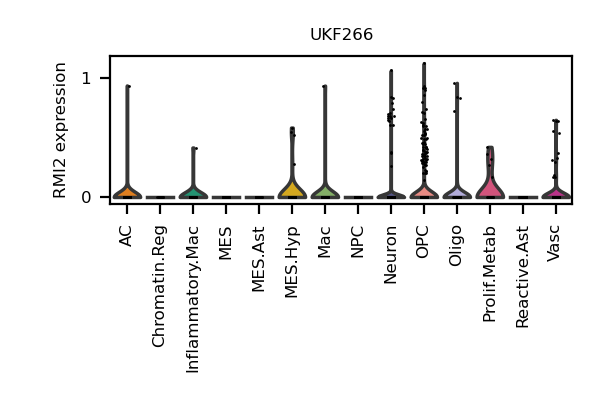 UKF266
RMI2 expression
1
0
AC
Chromatin.Reg
Inflammatory.Mac
MES
MES.Ast
MES.Hyp
Mac
NPC
Neuron
OPC
Oligo
Prolif.Metab
Reactive.Ast
Vasc